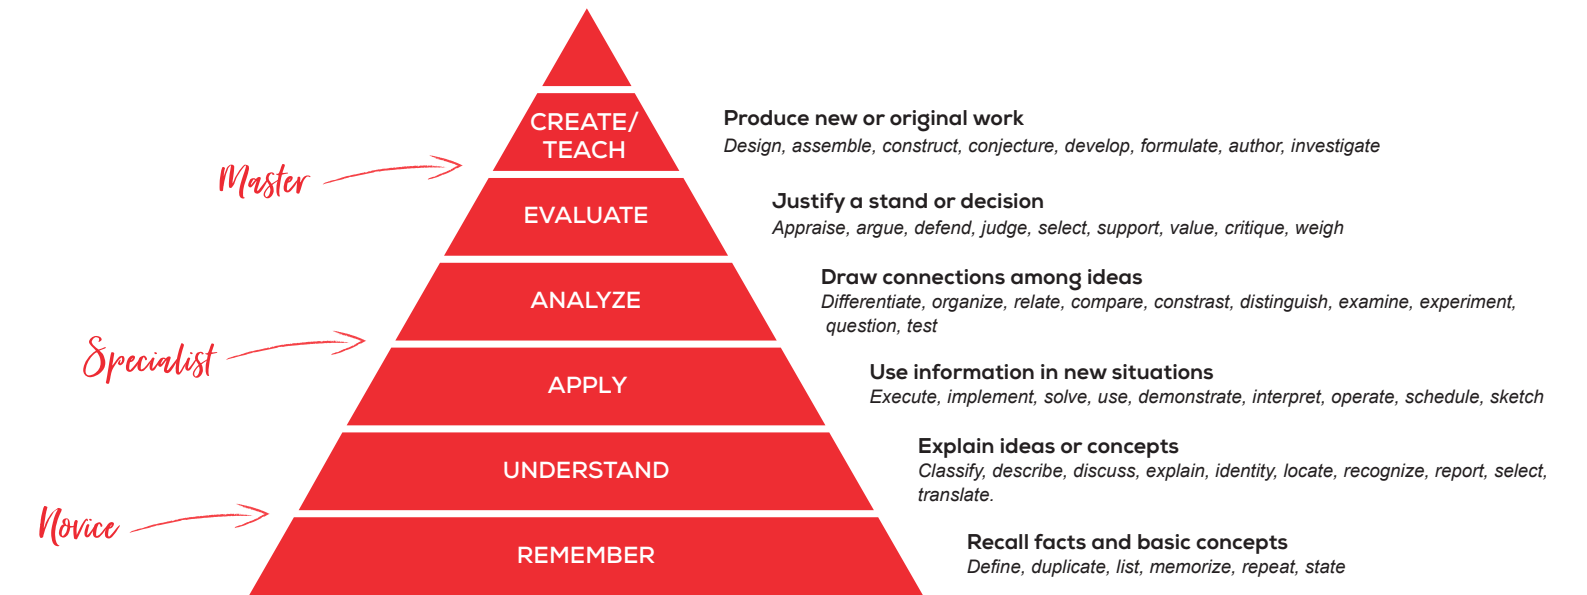 CREATE/
TEACH
Produce new or original work
Design, assemble, construct, conjecture, develop, formulate, author, investigate
Master
EVALUATE
Justify a stand or decision
Appraise, argue, defend, judge, select, support, value, critique, weigh
ANALYZE
Draw connections among ideas
Differentiate, organize, relate, compare, constrast, distinguish, examine, experiment,
question, test
Specialist
APPLY
Use information in new situations
Execute, implement, solve, use, demonstrate, interpret, operate, schedule, sketch
UNDERSTAND
Explain ideas or concepts
Classify, describe, discuss, explain, identity, locate, recognize, report, select,
translate.
Novice
REMEMBER
Recall facts and basic concepts
Define, duplicate, list, memorize, repeat, state